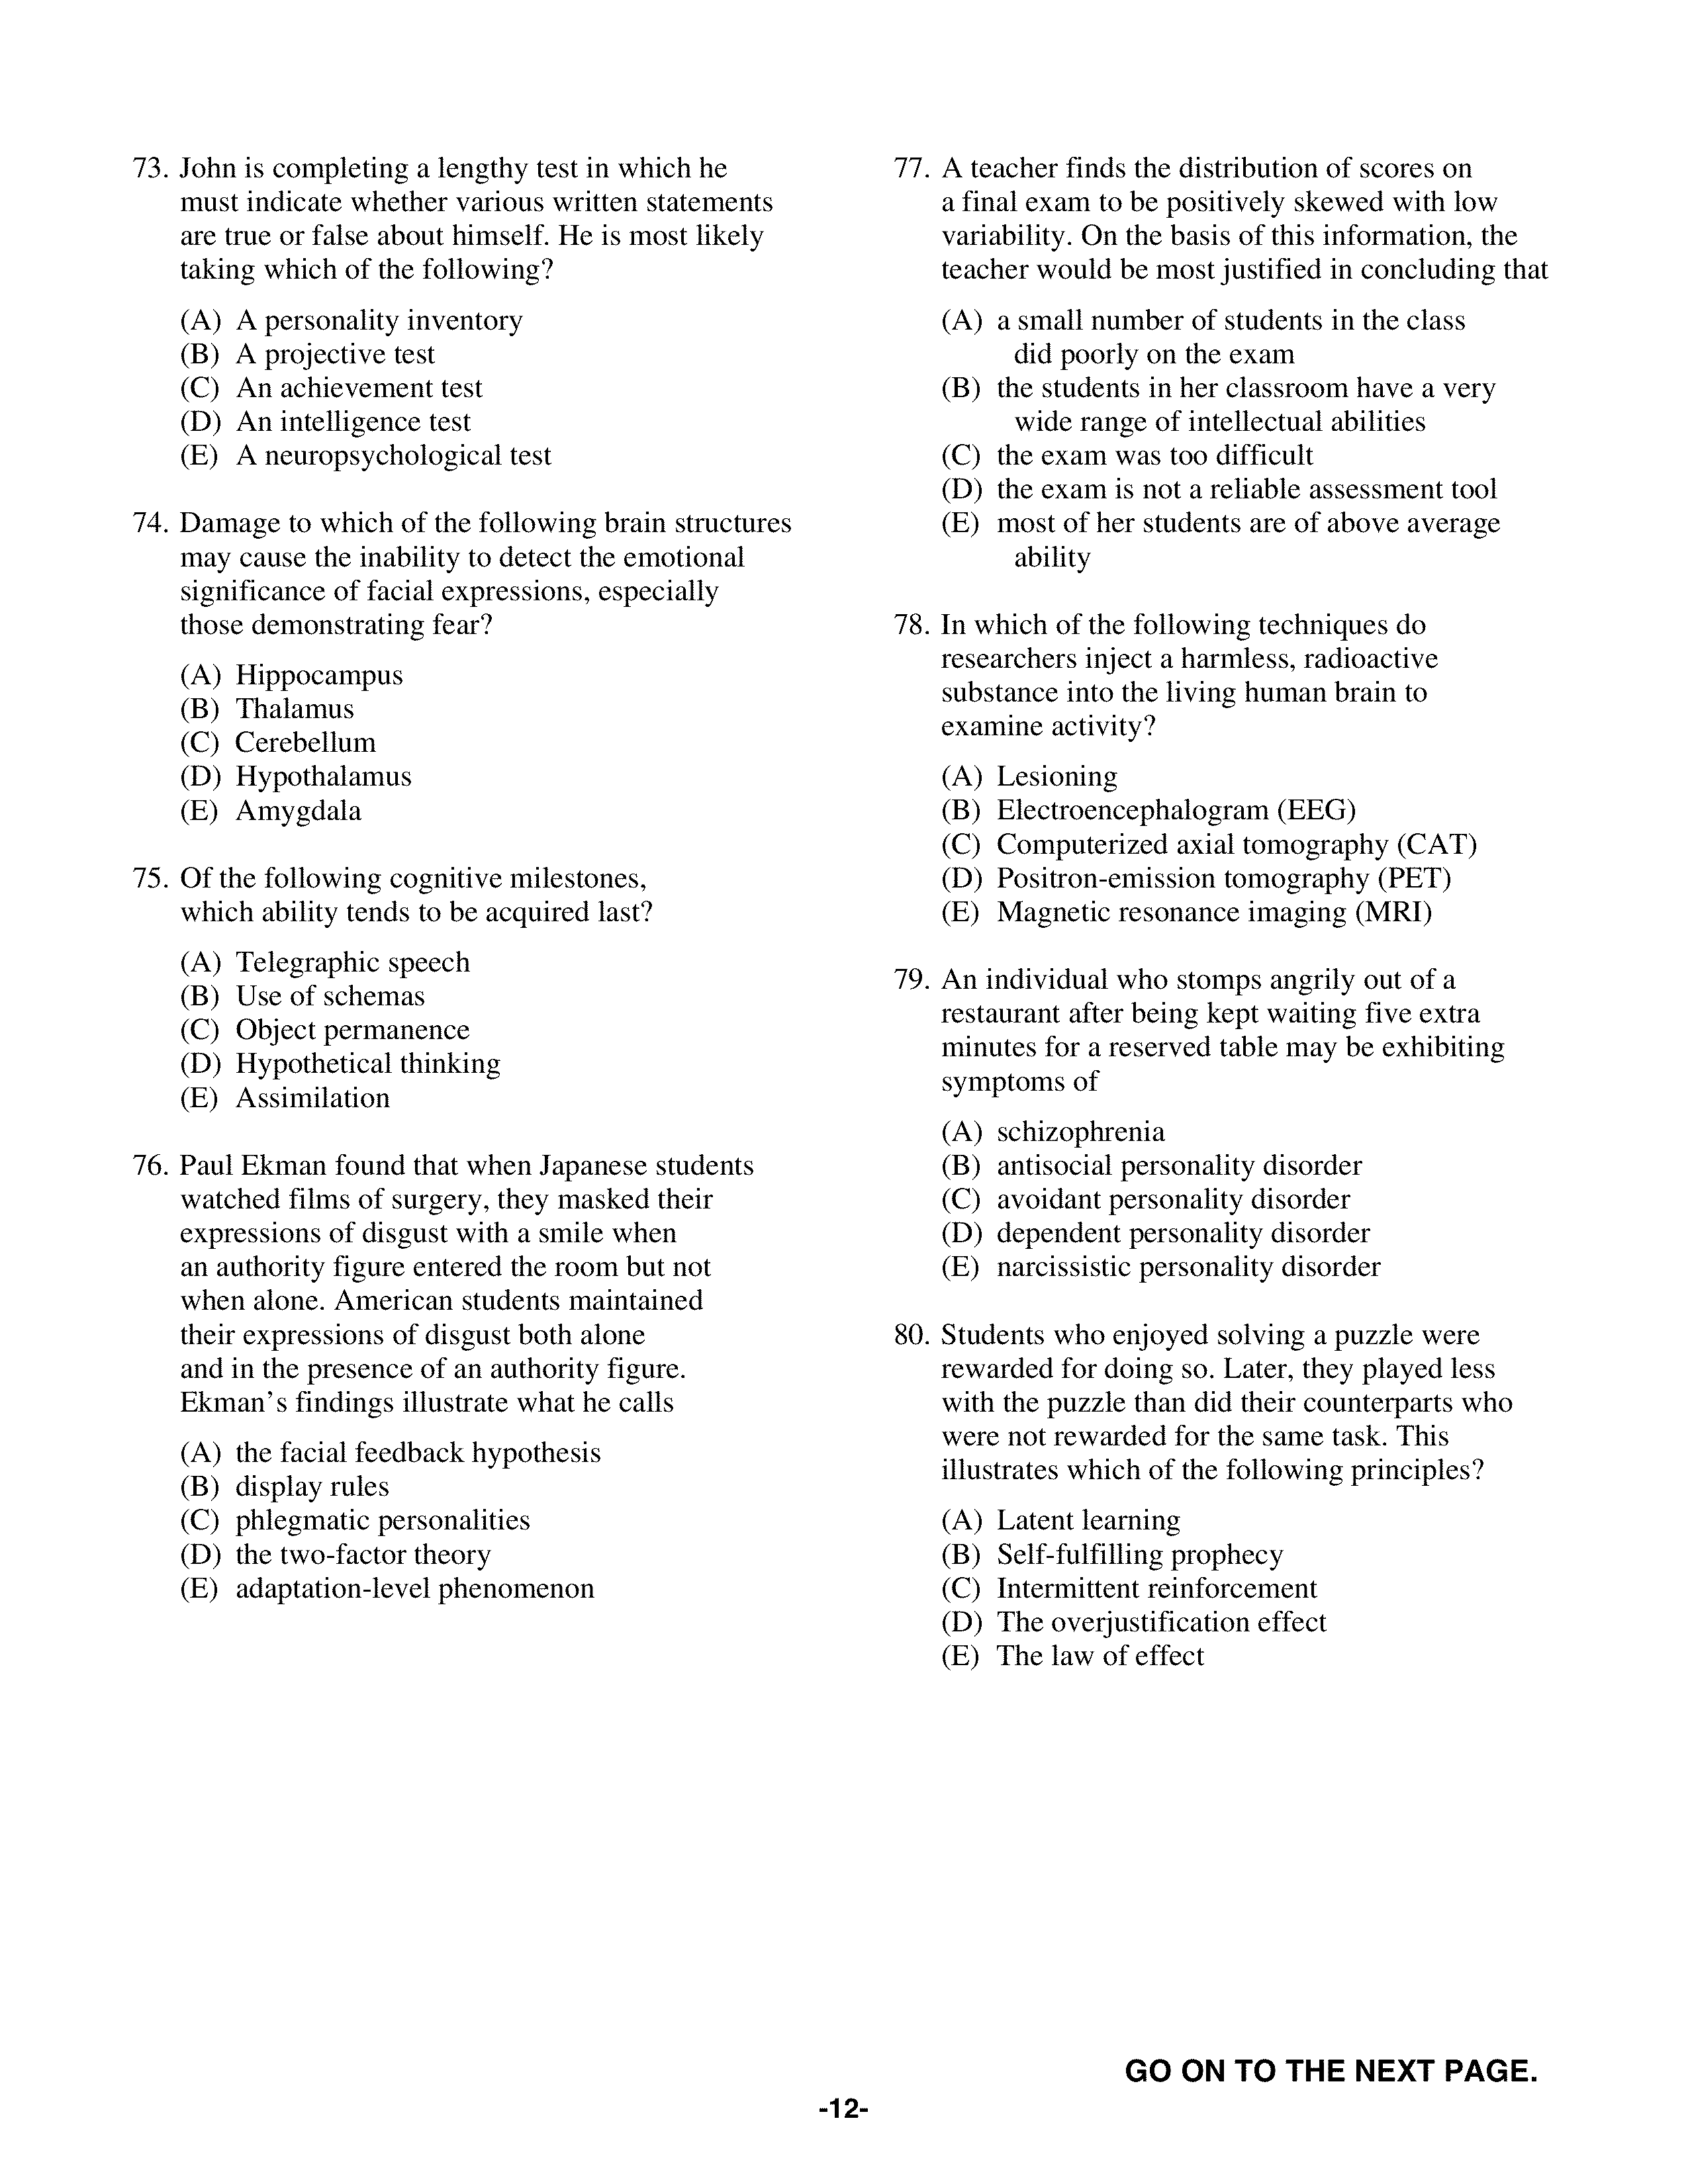 73. John is completing a lengthy test in which he
must indicate whether various written statements
are true or false about himself. He is most likely
taking which of the following?
(A) A personality inventory
(B) A projective test
(C) An achievement test
(D) An intelligence test
(E) A neuropsychological test
74. Damage to which of the following brain structures
may cause the inability to detect the emotional
significance of facial expressions, especially
those demonstrating fear?
(A) Hippocampus
(B) Thalamus
(C) Cerebellum
(D) Hypothalamus
(E) Amygdala
75. Of the following cognitive milestones,
which ability tends to be acquired last?
(A) Telegraphic speech
(B) Use of schemas
(C) Object permanence
(D) Hypothetical thinking
(E) Assimilation
76. Paul Ekman found that when Japanese students
watched films of surgery, they masked their
expressions of disgust with a smile when
an authority figure entered the room but not
when alone. American students maintained
their expressions of disgust both alone
and in the presence of an authority figure.
Ekman's findings illustrate what he calls
(A) the facial feedback hypothesis
(B) display rules
(C) phlegmatic personalities
(D) the two-factor theory
(E) adaptation-level phenomenon
77. A teacher finds the distribution of scores on
a final exam to be positively skewed with low
variability. On the basis of this information, the
teacher would be most justified in concluding that
(A) a small number of students in the class
did poorly on the exam
(B) the students in her classroom have a very
wide range of intellectual abilities
(C) the exam was too difficult
(D) the exam is not a reliable assessment tool
(E) most of her students are of above average
ability
78. In which of the following techniques do
researchers inject a harmless, radioactive
substance into the living human brain to
examine activity?
(A) Lesioning
(B) Electroencephalogram (EEG)
(C) Computerized axial tomography (CAT)
(D) Positron-emission tomography (PET)
(E) Magnetic resonance imaging (MRI)
79. An individual who stomps angrily out of a
restaurant after being kept waiting five extra
minutes for a reserved table may be exhibiting
symptoms of
(A) schizophrenia
(B) antisocial personality disorder
(C) avoidant personality disorder
(D) dependent personality disorder
(E) narcissistic personality disorder
80. Students who enjoyed solving a puzzle were
rewarded for doing so. Later, they played less
with the puzzle than did their counterparts who
were not rewarded for the same task. This
illustrates which of the following principles?
(A) Latent learning
(B) Self-fulfilling prophecy
(C) Intermittent reinforcement
(D) The overjustification effect
(E) The law of effect
GO ON TO THE NEXT PAGE.
-12-